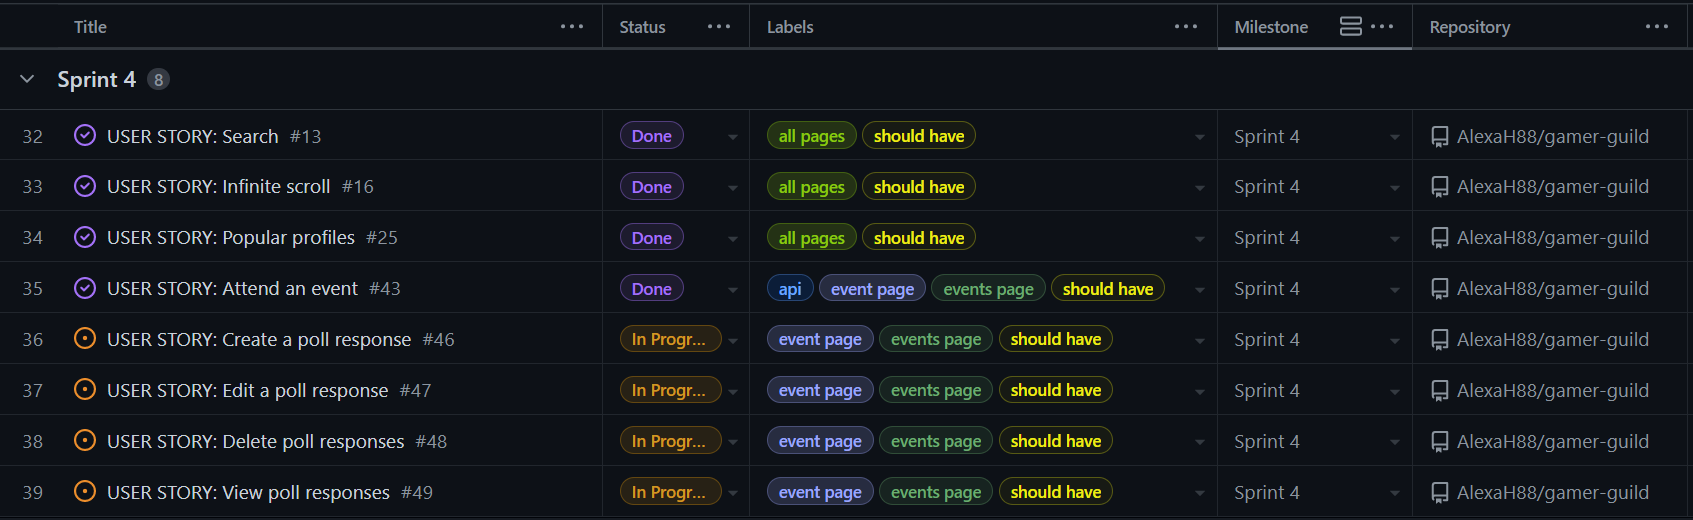 Title ... Status ... Labels ... Milestone ... Repository ...
Sprint 4 8
32 USER STORY: Search #13 Done all pages should have Sprint 4 AlexaH88/gamer-guild
33 USER STORY: Infinite scroll #16 Done all pages should have Sprint 4 AlexaH88/gamer-guild
34 USER STORY: Popular profiles #25 Done all pages should have Sprint 4 AlexaH88/gamer-guild
35 USER STORY: Attend an event #43 Done api event page events page should have Sprint 4 AlexaH88/gamer-guild
36 USER STORY: Create a poll response #46 In Progr... event page events page should have Sprint 4 AlexaH88/gamer-guild
37 USER STORY: Edit a poll response #47 In Progr... event page events page should have Sprint 4 AlexaH88/gamer-guild
38 USER STORY: Delete poll responses #48 In Progr... event page events page should have Sprint 4 AlexaH88/gamer-guild
39 USER STORY: View poll responses #49 In Progr... event page events page should have Sprint 4 AlexaH88/gamer-guild